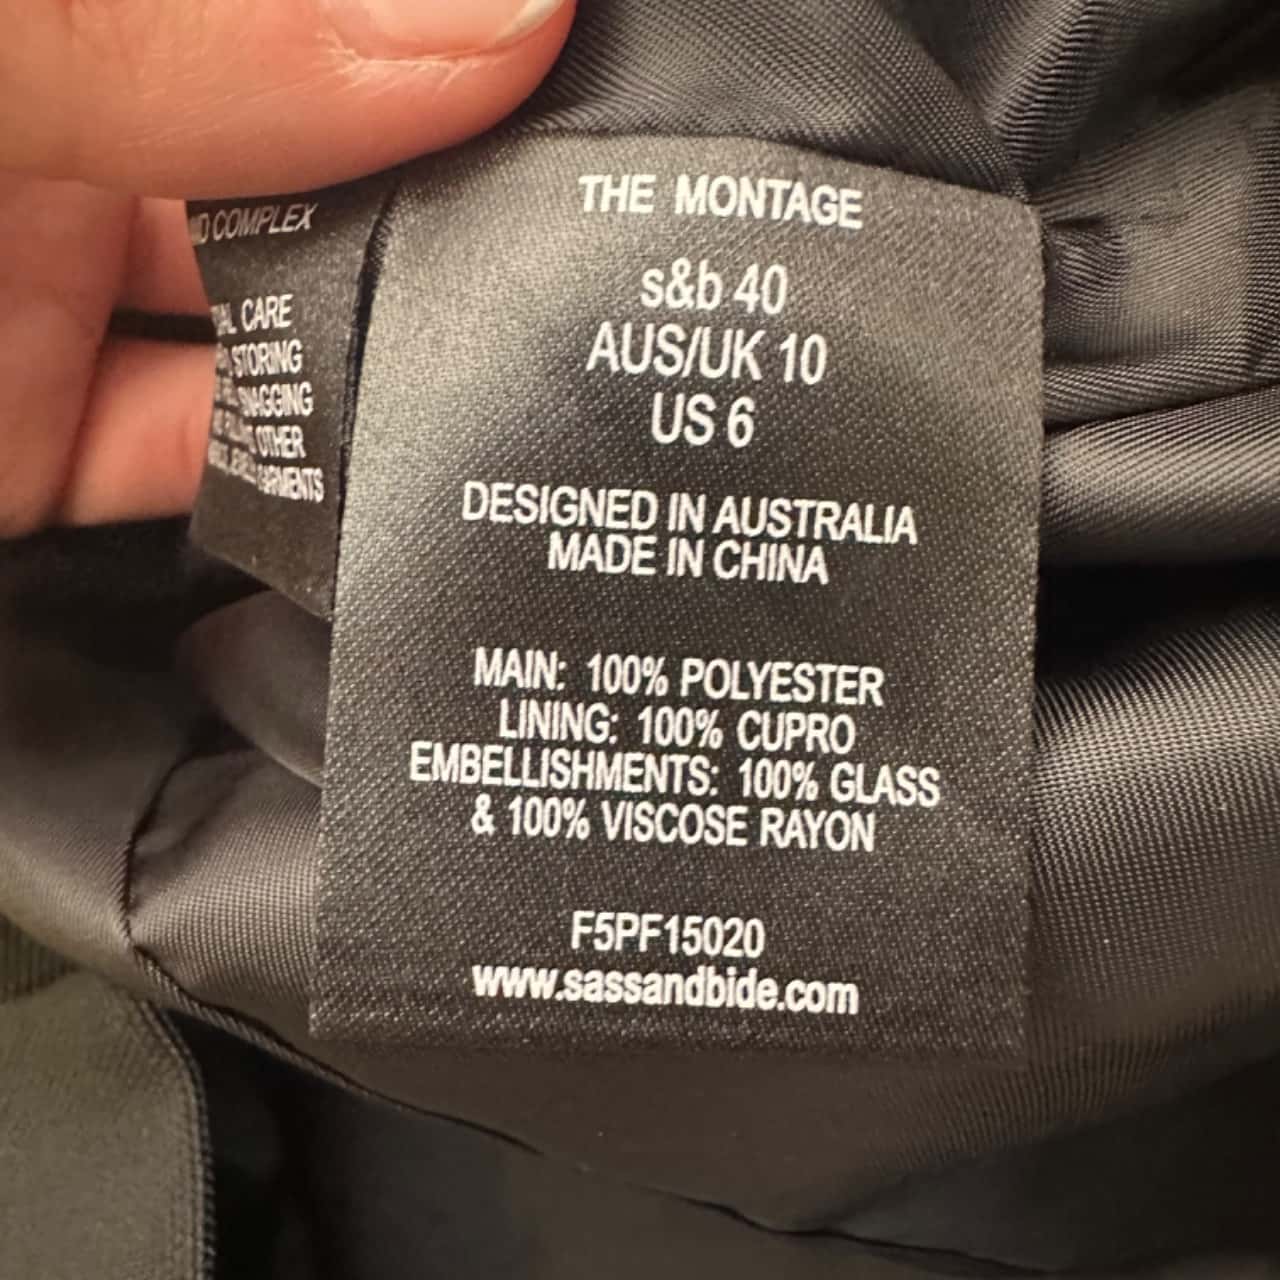 COMPLEX
CARE
STORING
SNAGGING
OTHER
GARMENTS
THE MONTAGE
s&b 40
AUS/UK 10
US 6
DESIGNED IN AUSTRALIA
MADE IN CHINA
MAIN: 100% POLYESTER
LINING: 100% CUPRO
EMBELLISHMENTS: 100% GLASS
& 100% VISCOSE RAYON
F5PF15020
www.sassandbide.com